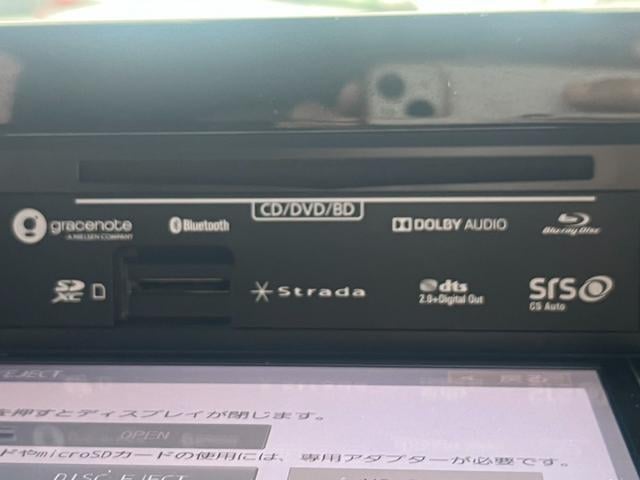 CD/DVD/BD
gracenote
A NIELSEN COMPANY
Bluetooth
DOLBY AUDIO
Blu-ray Disc
SD
XC
Strada
dts
2.0+Digital Out
SRS
CS Auto
EJECT
戻る
を押すとディスプレイが閉じます。
OPEN
ドやmicroSDカードの使用には、専用アダプターが必要です。
DISC EJECT